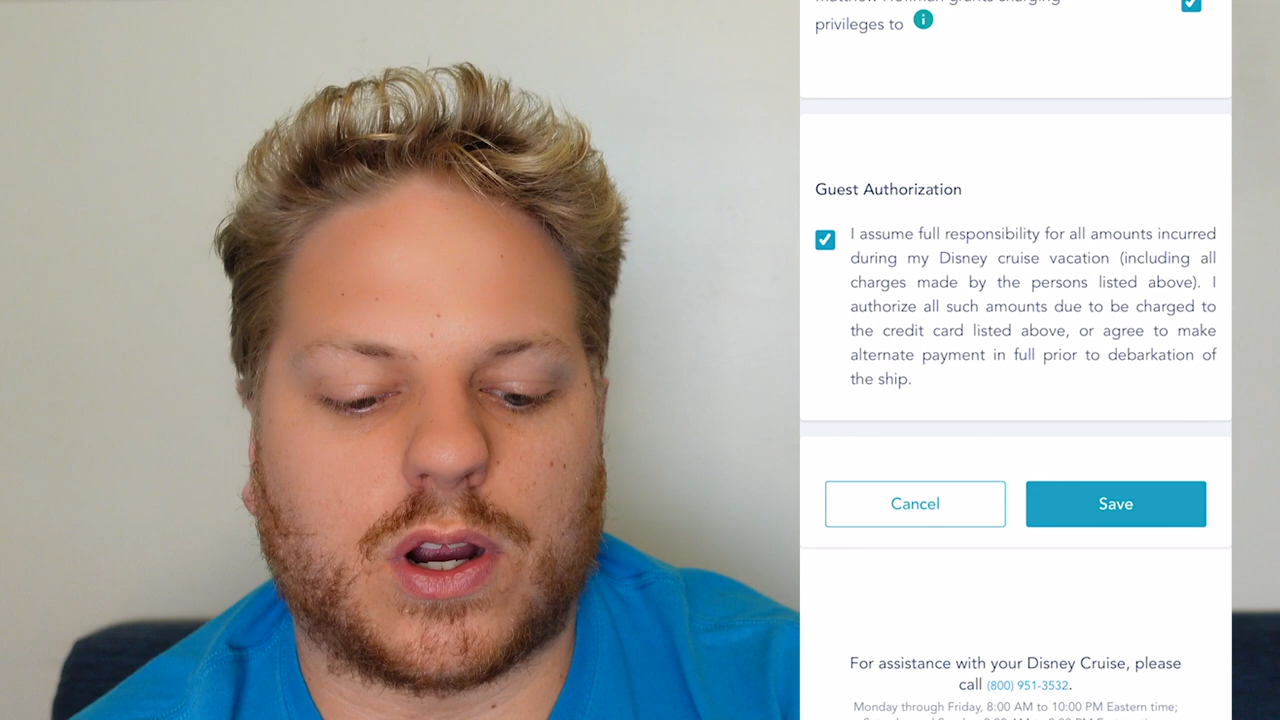 grants charging
privileges to
Guest Authorization
I assume full responsibility for all amounts incurred
during my Disney cruise vacation (including all
charges made by the persons listed above). I
authorize all such amounts due to be charged to
the credit card listed above, or agree to make
alternate payment in full prior to debarkation of
the ship.
Cancel Save
For assistance with your Disney Cruise, please
call (800) 951-3532.
Monday through Friday, 8:00 AM to 10:00 PM Eastern time;